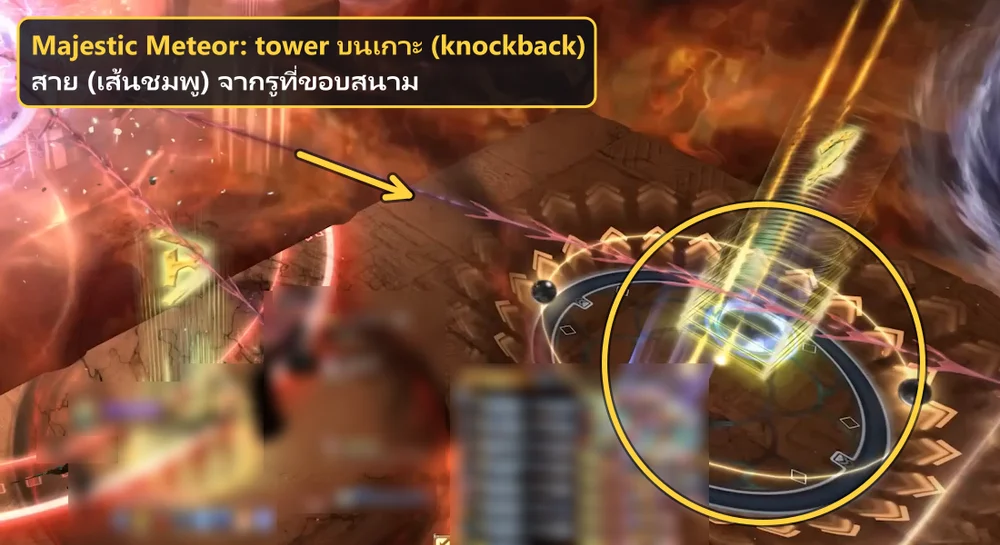 Majestic Meteor: tower บนเกาะ (knockback)
สาย (เส้นชมพู) จากรูที่ขอบสนาม